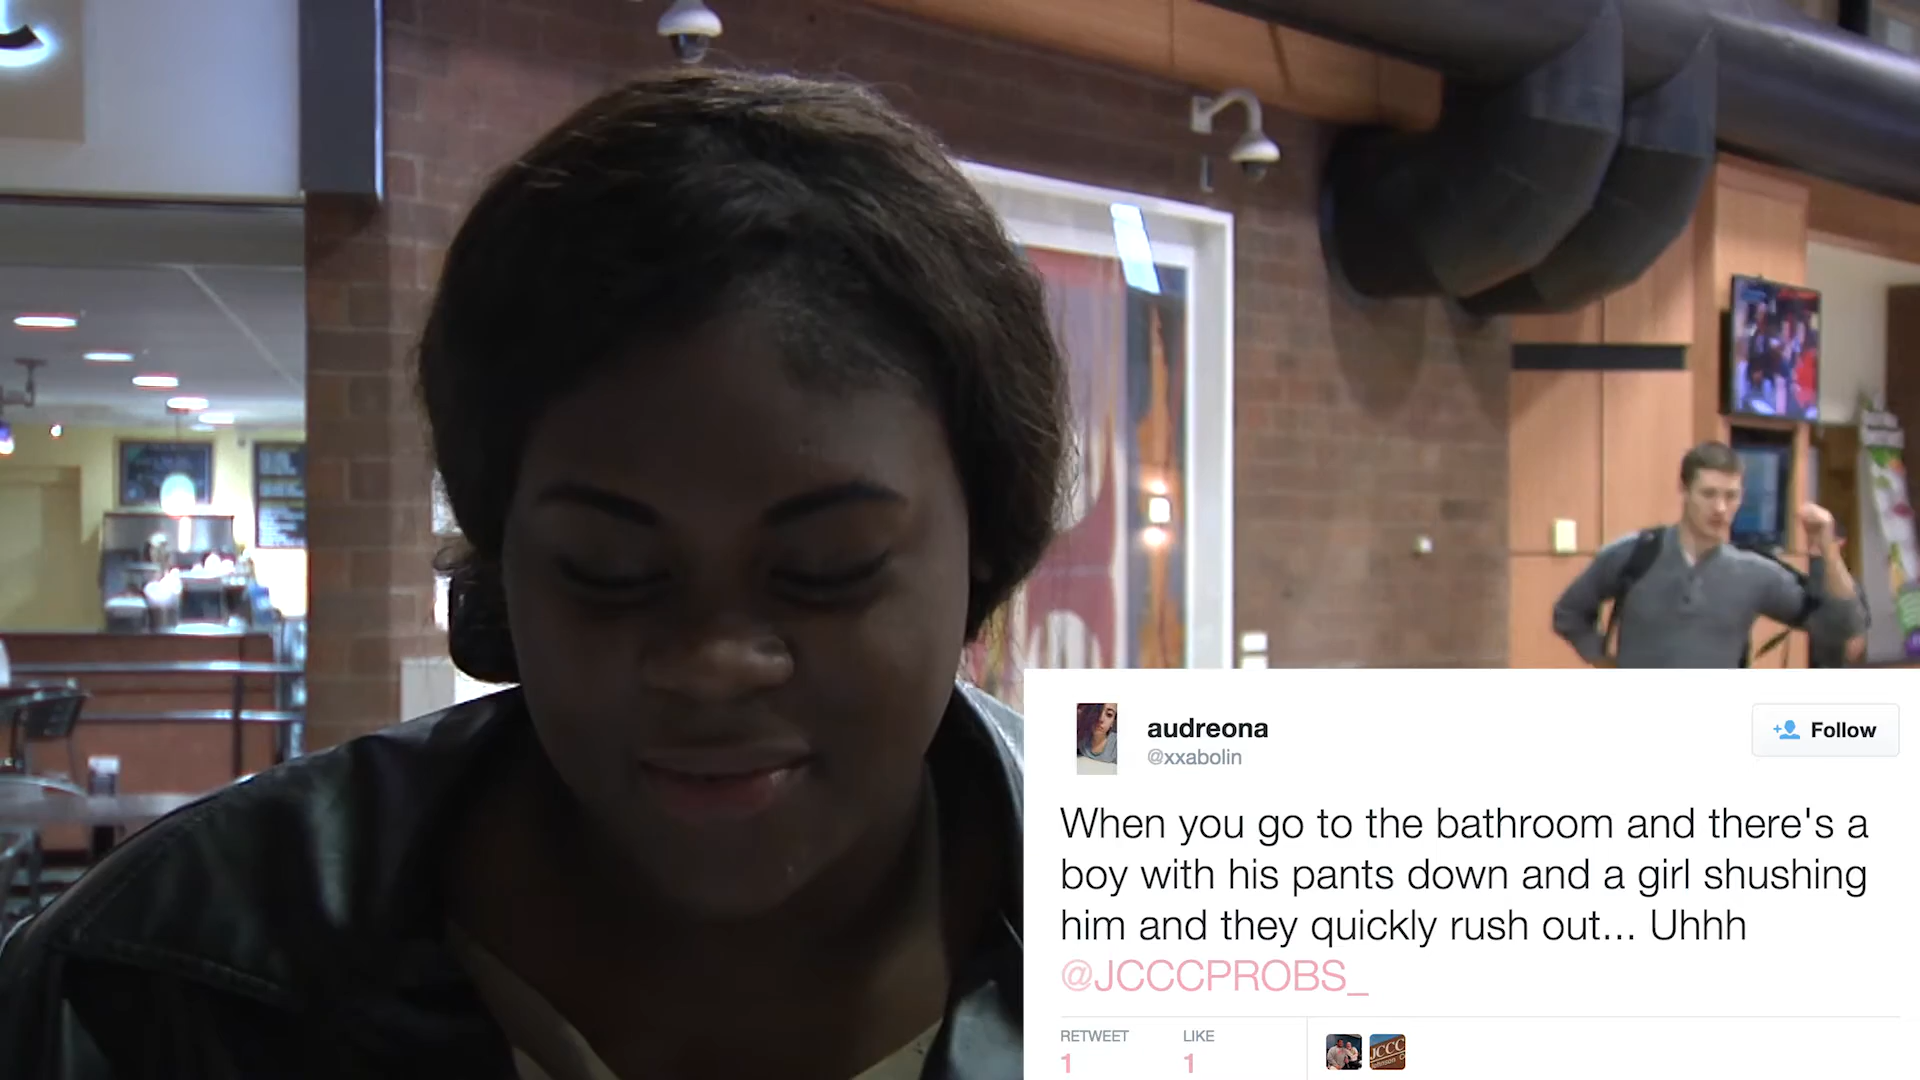 audreona
@xxabolin
Follow
When you go to the bathroom and there's a
boy with his pants down and a girl shushing
him and they quickly rush out... Uhhh
@JCCCPROBS_
RETWEET
1
LIKE
1
JCCC